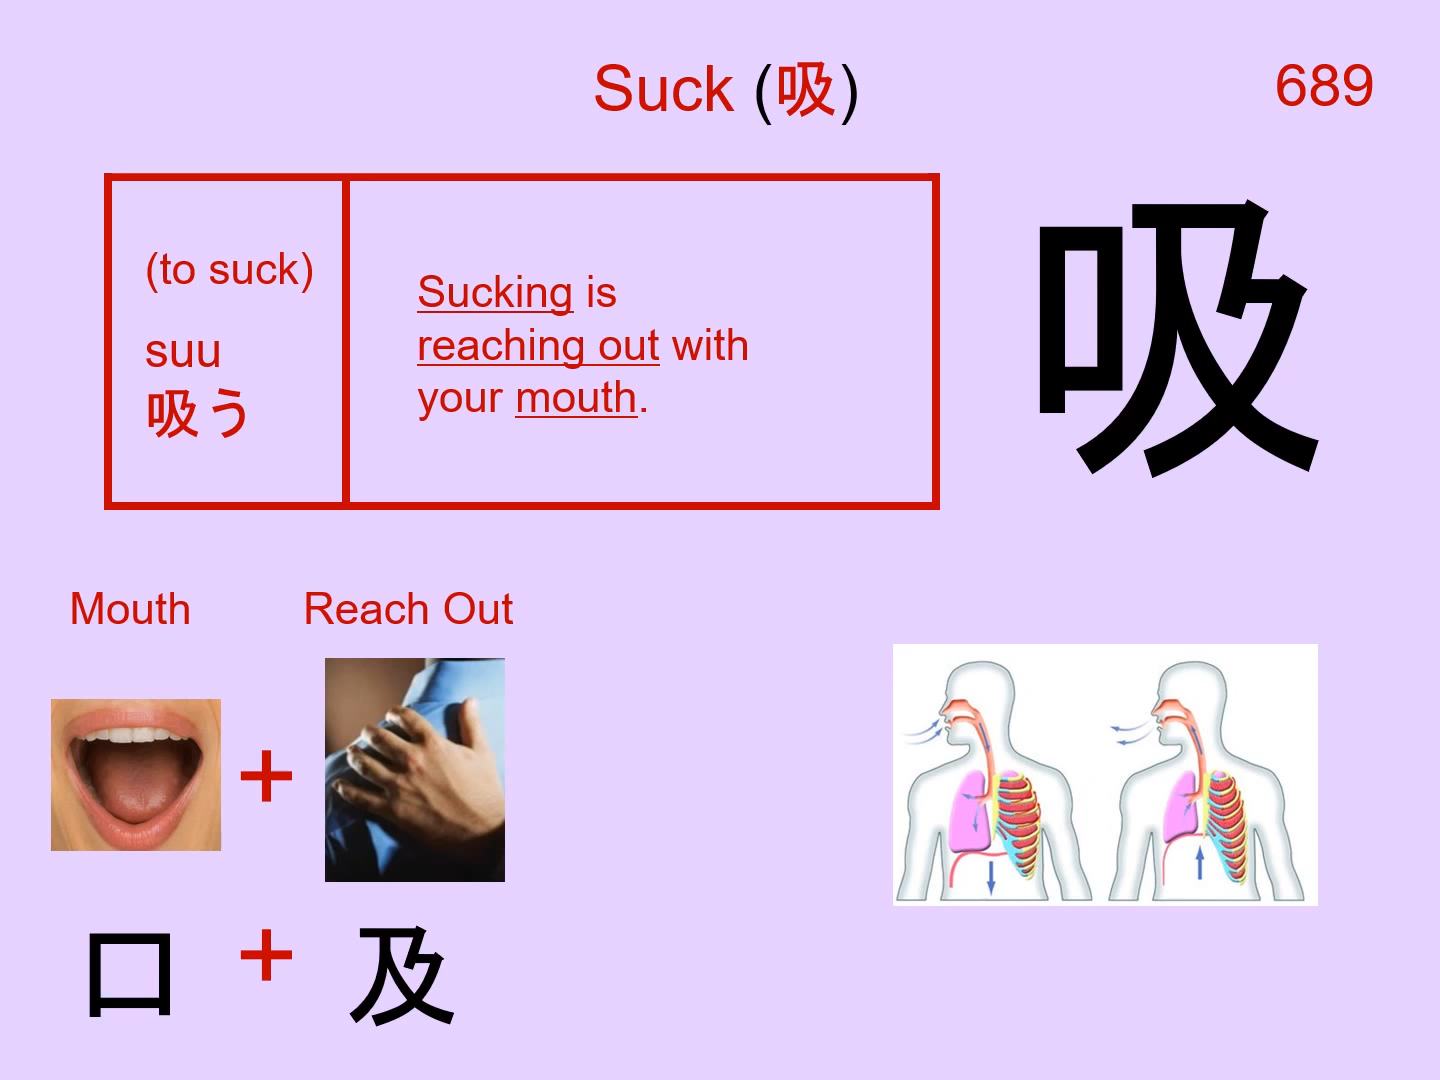 Suck (吸)
689
(to suck)
suu
吸う
Sucking is
reaching out with
your mouth.
吸
Mouth
Reach Out
+
口 + 及